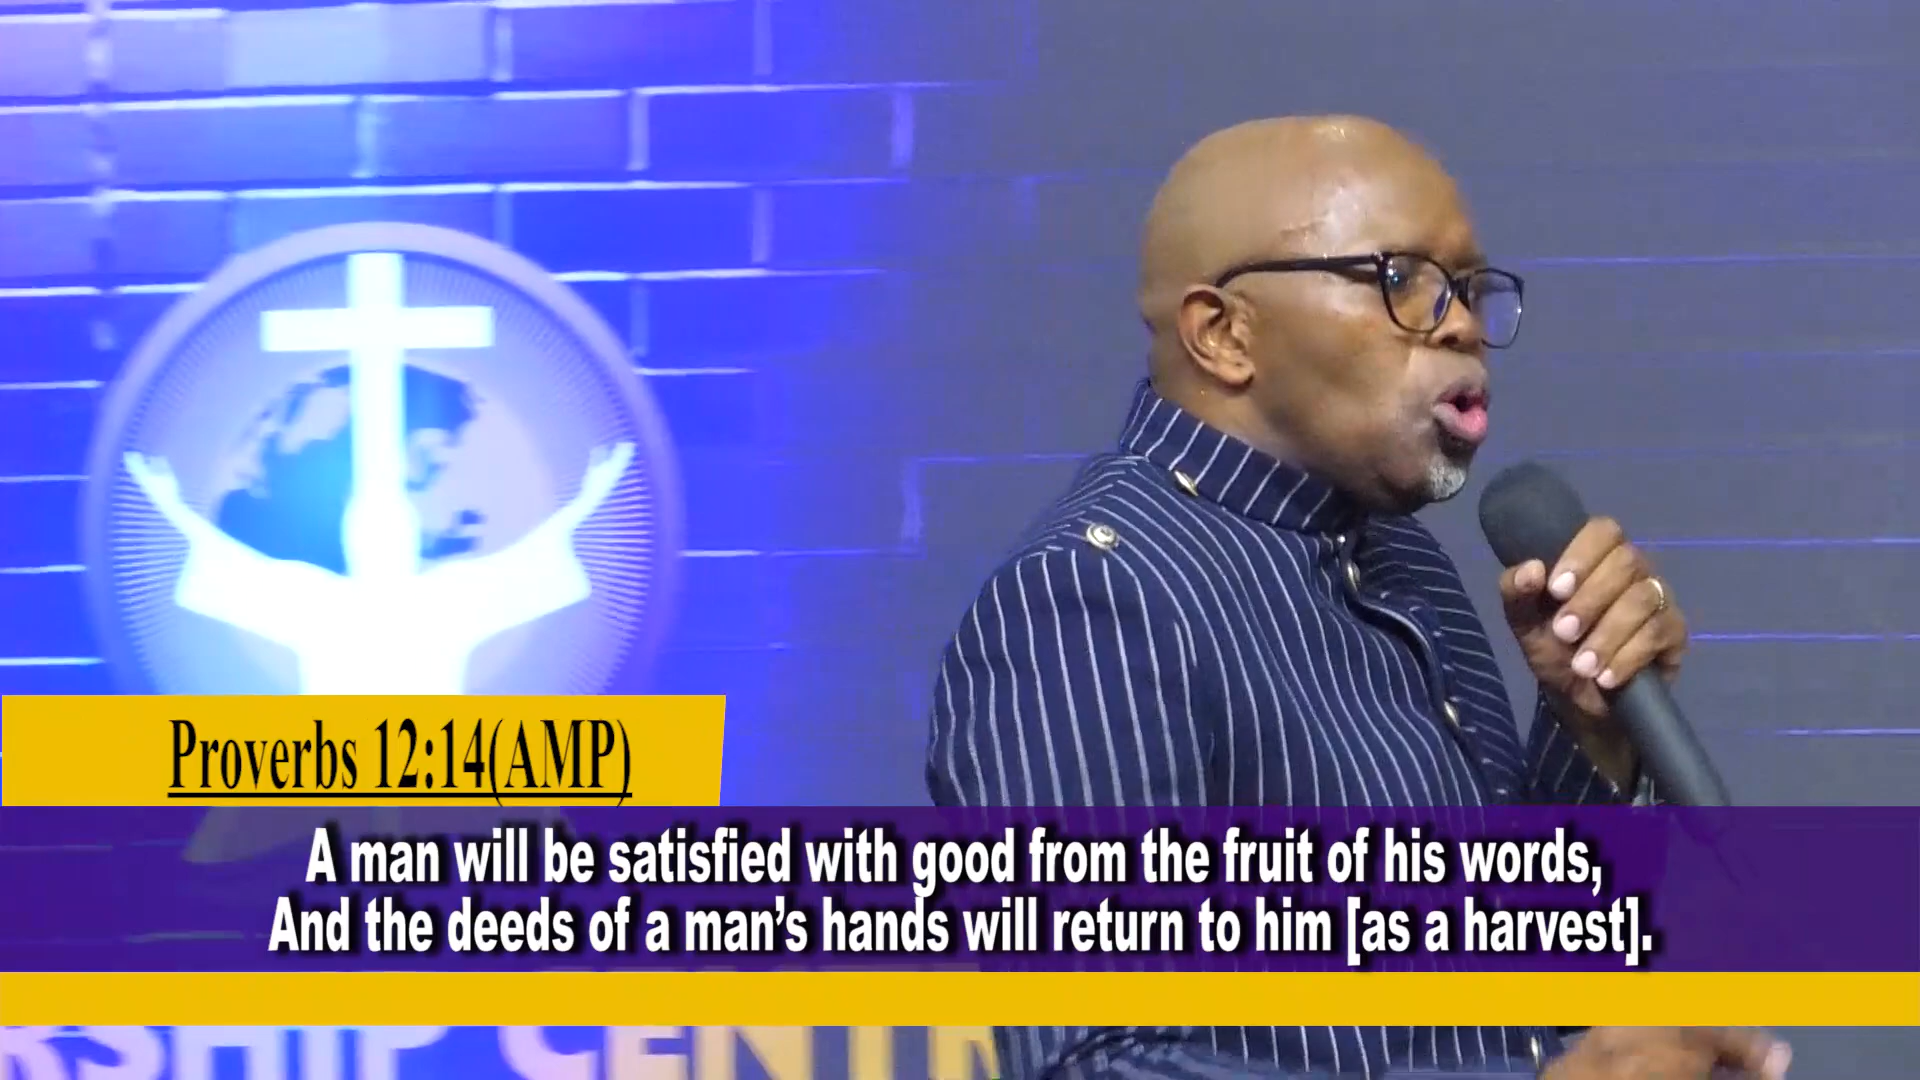 Proverbs 12:14(AMP)
A man will be satisfied with good from the fruit of his words,
And the deeds of a man’s hands will return to him [as a harvest].